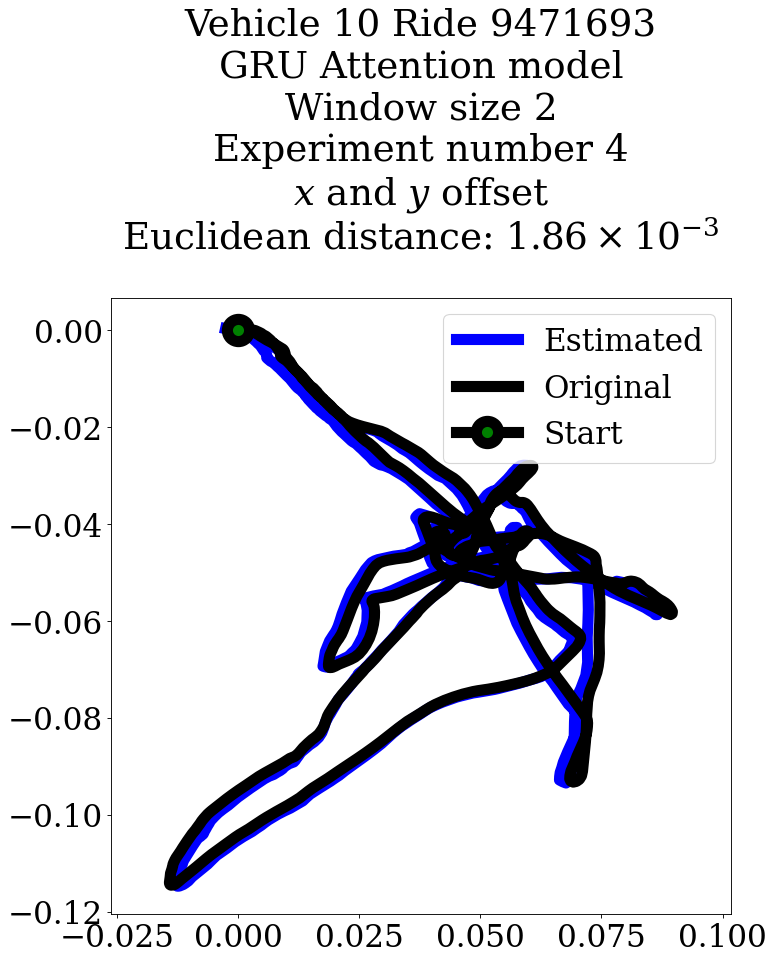 Vehicle 10 Ride 9471693
GRU Attention model
Window size 2
Experiment number 4
x and y offset
Euclidean distance: 1.86 × 10⁻³
Estimated
Original
Start
0.00
−0.02
−0.04
−0.06
−0.08
−0.10
−0.12
−0.025 0.000 0.025 0.050 0.075 0.100